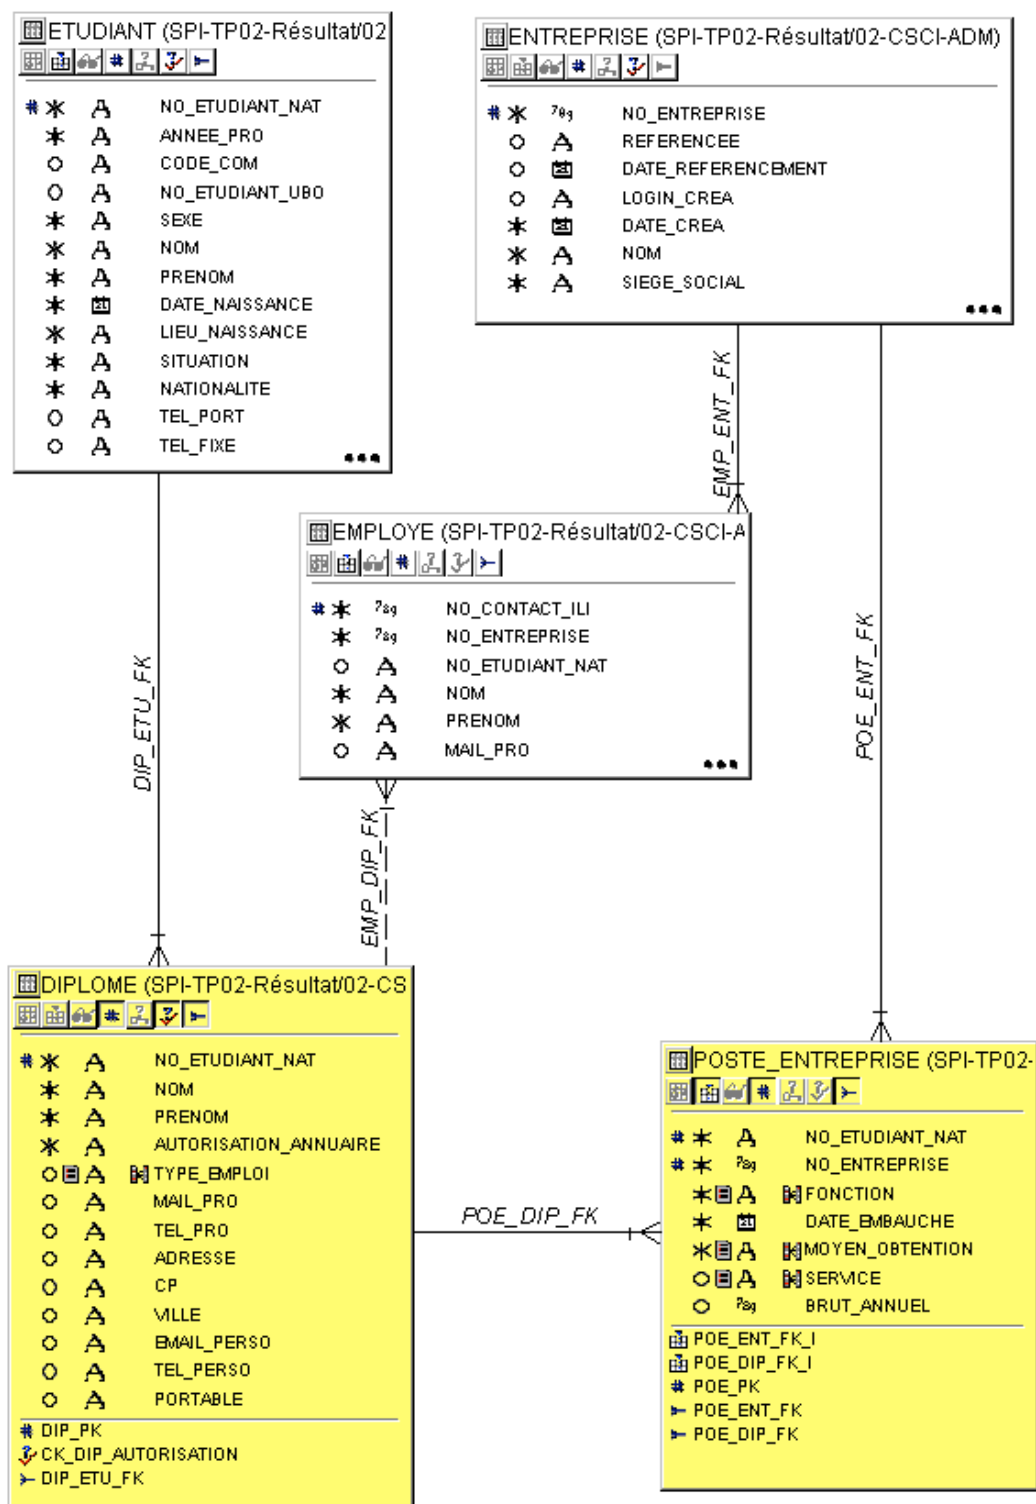 ETUDIANT (SPI-TP02-Résultat/02
NO_ETUDIANT_NAT
ANNEE_PRO
CODE_COM
NO_ETUDIANT_UBO
SEXE
NOM
PRENOM
DATE_NAISSANCE
LIEU_NAISSANCE
SITUATION
NATIONALITE
TEL_PORT
TEL_FIXE
ENTREPRISE (SPI-TP02-Résultat/02-CSCI-ADM)
NO_ENTREPRISE
REFERENCEE
DATE_REFERENCEMENT
LOGIN_CREA
DATE_CREA
NOM
SIEGE_SOCIAL
EMP_ENT_FK
EMPLOYE (SPI-TP02-Résultat/02-CSCI-A
NO_CONTACT_ILI
NO_ENTREPRISE
NO_ETUDIANT_NAT
NOM
PRENOM
MAIL_PRO
DIP_ETU_FK
POE_ENT_FK
EMP_DIP_FK
DIPLOME (SPI-TP02-Résultat/02-CS
NO_ETUDIANT_NAT
NOM
PRENOM
AUTORISATION_ANNUAIRE
TYPE_EMPLOI
MAIL_PRO
TEL_PRO
ADRESSE
CP
VILLE
EMAIL_PERSO
TEL_PERSO
PORTABLE
DIP_PK
CK_DIP_AUTORISATION
DIP_ETU_FK
POE_DIP_FK
POSTE_ENTREPRISE (SPI-TP02-
NO_ETUDIANT_NAT
NO_ENTREPRISE
FONCTION
DATE_EMBAUCHE
MOYEN_OBTENTION
SERVICE
BRUT_ANNUEL
POE_ENT_FK_I
POE_DIP_FK_I
POE_PK
POE_ENT_FK
POE_DIP_FK